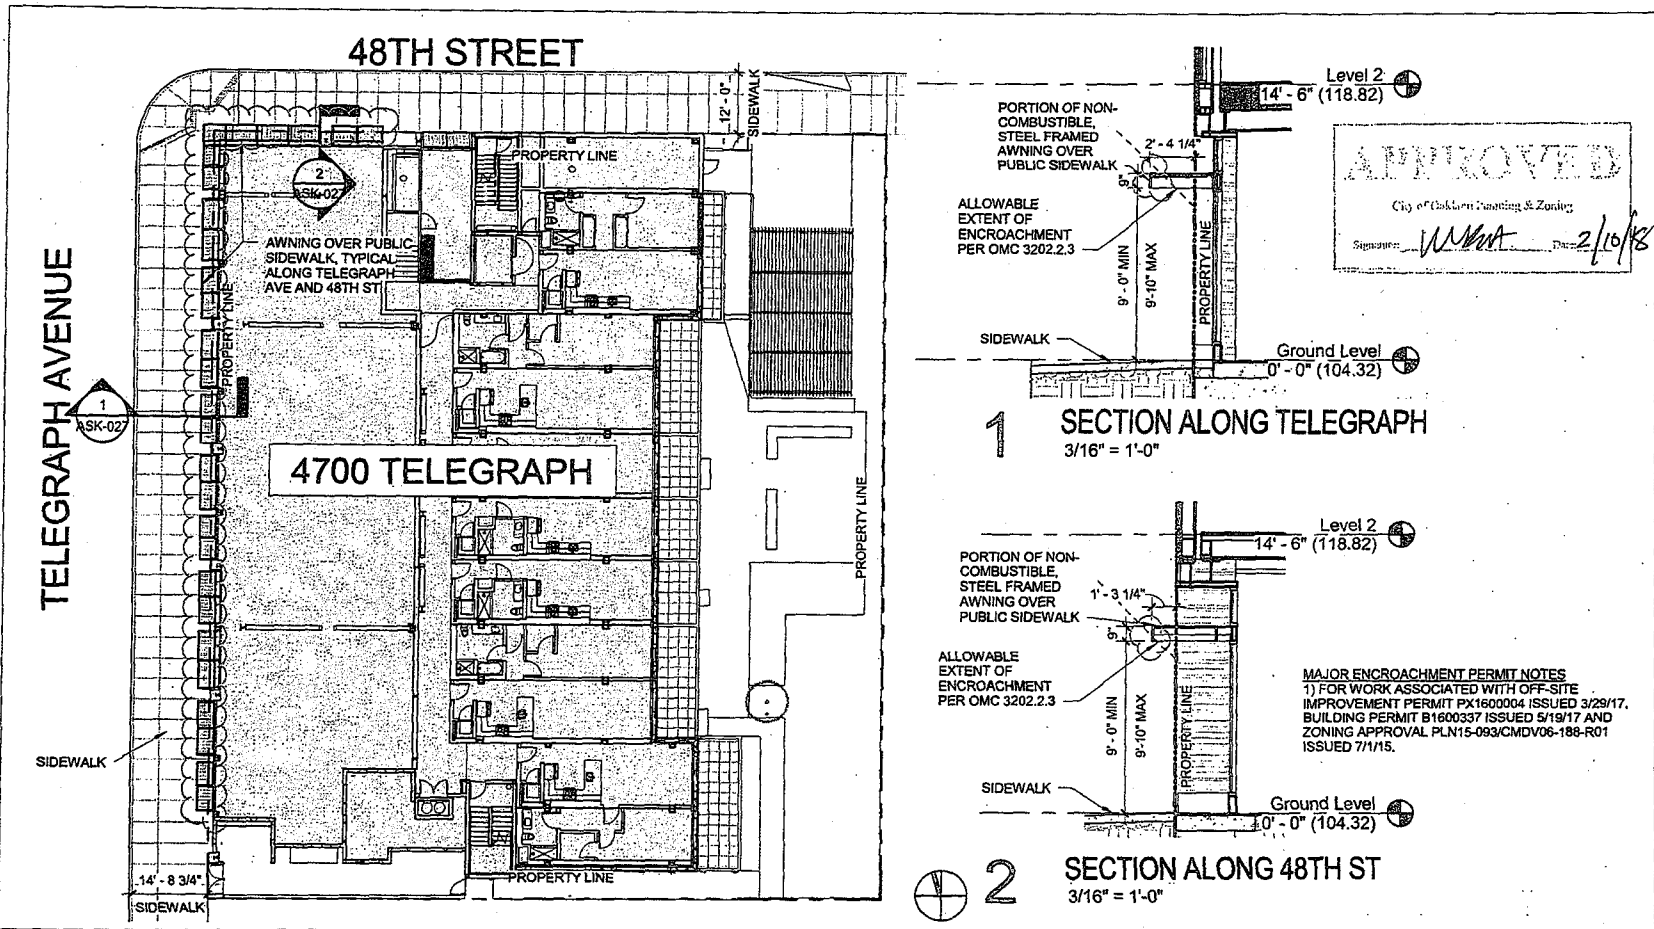 48TH STREET
12' - 0"
SIDEWALK
PROPERTY LINE
2
ASK-027
AWNING OVER PUBLIC
SIDEWALK, TYPICAL
ALONG TELEGRAPH
AVE AND 48TH ST
PROPERTY LINE
TELEGRAPH AVENUE
1
ASK-027
4700 TELEGRAPH
PROPERTY LINE
SIDEWALK
14' - 8 3/4"
SIDEWALK
PROPERTY LINE
Level 2
14' - 6" (118.82)
PORTION OF NON-
COMBUSTIBLE,
STEEL FRAMED
AWNING OVER
PUBLIC SIDEWALK
2' - 4 1/4"
9"
ALLOWABLE
EXTENT OF
ENCROACHMENT
PER OMC 3202.2.3
9' - 0" MIN
9'-10" MAX
PROPERTY LINE
SIDEWALK
Ground Level
0' - 0" (104.32)
1
SECTION ALONG TELEGRAPH
3/16" = 1'-0"
APPROVED
City of Oakland Planning & Zoning
Signature: Date: 2/10/18
Level 2
14' - 6" (118.82)
PORTION OF NON-
COMBUSTIBLE,
STEEL FRAMED
AWNING OVER
PUBLIC SIDEWALK
1' - 3 1/4"
9"
ALLOWABLE
EXTENT OF
ENCROACHMENT
PER OMC 3202.2.3
9' - 0" MIN
9'-10" MAX
PROPERTY LINE
SIDEWALK
Ground Level
0' - 0" (104.32)
2
SECTION ALONG 48TH ST
3/16" = 1'-0"
MAJOR ENCROACHMENT PERMIT NOTES
1) FOR WORK ASSOCIATED WITH OFF-SITE
IMPROVEMENT PERMIT PX1600004 ISSUED 3/29/17,
BUILDING PERMIT B1600337 ISSUED 5/19/17 AND
ZONING APPROVAL PLN15-093/CMDV06-188-R01
ISSUED 7/1/15.